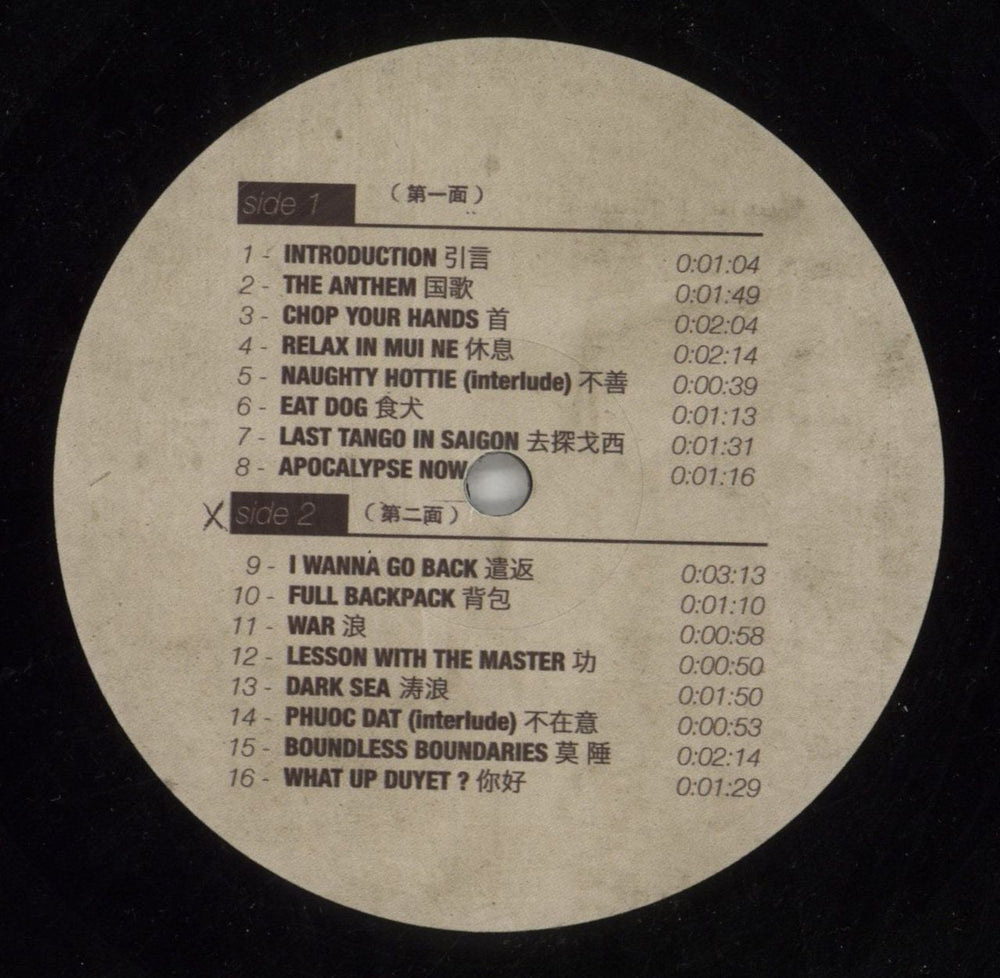 side 1 （第一面）
1 - INTRODUCTION 引言 0:01:04
2 - THE ANTHEM 国歌 0:01:49
3 - CHOP YOUR HANDS 首 0:02:04
4 - RELAX IN MUI NE 休息 0:02:14
5 - NAUGHTY HOTTIE (interlude) 不善 0:00:39
6 - EAT DOG 食犬 0:01:13
7 - LAST TANGO IN SAIGON 去探戈西 0:01:31
8 - APOCALYPSE NOW 0:01:16
X side 2 （第二面）
9 - I WANNA GO BACK 遣返 0:03:13
10 - FULL BACKPACK 背包 0:01:10
11 - WAR 浪 0:00:58
12 - LESSON WITH THE MASTER 功 0:00:50
13 - DARK SEA 涛浪 0:01:50
14 - PHUOC DAT (interlude) 不在意 0:00:53
15 - BOUNDLESS BOUNDARIES 莫 陲 0:02:14
16 - WHAT UP DUYET ? 你好 0:01:29